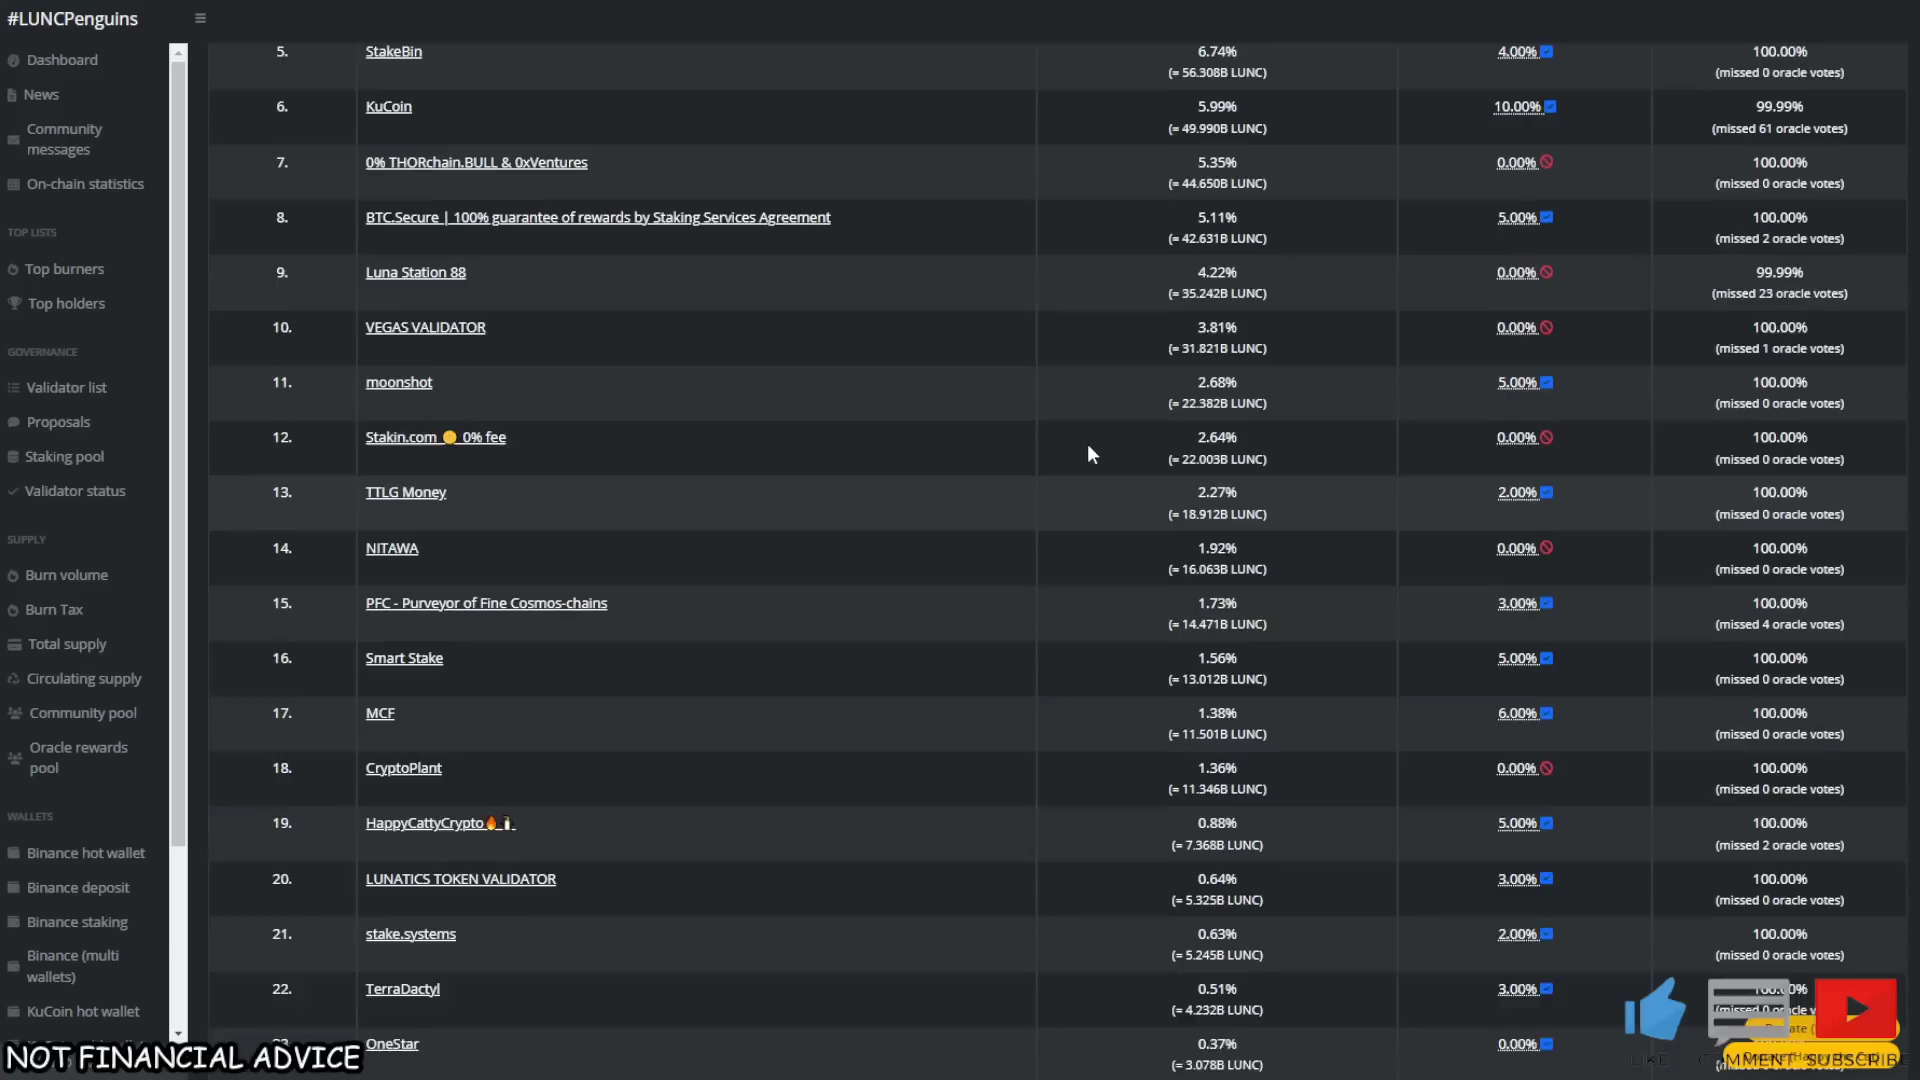 #LUNCPenguins
Dashboard
News
Community
messages
On-chain statistics
TOP LISTS
Top burners
Top holders
GOVERNANCE
Validator list
Proposals
Staking pool
Validator status
SUPPLY
Burn volume
Burn Tax
Total supply
Circulating supply
Community pool
Oracle rewards
pool
WALLETS
Binance hot wallet
Binance deposit
Binance staking
Binance (multi
wallets)
KuCoin hot wallet
5. StakeBin 6.74% 4.00% 100.00%
(= 56.308B LUNC) (missed 0 oracle votes)
6. KuCoin 5.99% 10.00% 99.99%
(= 49.990B LUNC) (missed 61 oracle votes)
7. 0% THORchain.BULL & 0xVentures 5.35% 0.00% 100.00%
(= 44.650B LUNC) (missed 0 oracle votes)
8. BTC.Secure | 100% guarantee of rewards by Staking Services Agreement 5.11% 5.00% 100.00%
(= 42.631B LUNC) (missed 2 oracle votes)
9. Luna Station 88 4.22% 0.00% 99.99%
(= 35.242B LUNC) (missed 23 oracle votes)
10. VEGAS VALIDATOR 3.81% 0.00% 100.00%
(= 31.821B LUNC) (missed 1 oracle votes)
11. moonshot 2.68% 5.00% 100.00%
(= 22.382B LUNC) (missed 0 oracle votes)
12. Stakin.com 🟡 0% fee 2.64% 0.00% 100.00%
(= 22.003B LUNC) (missed 0 oracle votes)
13. TTLG Money 2.27% 2.00% 100.00%
(= 18.912B LUNC) (missed 0 oracle votes)
14. NITAWA 1.92% 0.00% 100.00%
(= 16.063B LUNC) (missed 0 oracle votes)
15. PFC - Purveyor of Fine Cosmos-chains 1.73% 3.00% 100.00%
(= 14.471B LUNC) (missed 4 oracle votes)
16. Smart Stake 1.56% 5.00% 100.00%
(= 13.012B LUNC) (missed 0 oracle votes)
17. MCF 1.38% 6.00% 100.00%
(= 11.501B LUNC) (missed 0 oracle votes)
18. CryptoPlant 1.36% 0.00% 100.00%
(= 11.346B LUNC) (missed 0 oracle votes)
19. HappyCattyCrypto🔥🐧 0.88% 5.00% 100.00%
(= 7.368B LUNC) (missed 2 oracle votes)
20. LUNATICS TOKEN VALIDATOR 0.64% 3.00% 100.00%
(= 5.325B LUNC) (missed 0 oracle votes)
21. stake.systems 0.63% 2.00% 100.00%
(= 5.245B LUNC) (missed 0 oracle votes)
22. TerraDactyl 0.51% 3.00%
(= 4.232B LUNC)
OneStar 0.37% 0.00%
(= 3.078B LUNC)
NOT FINANCIAL ADVICE
LIKE COMMENT SUBSCRIBE